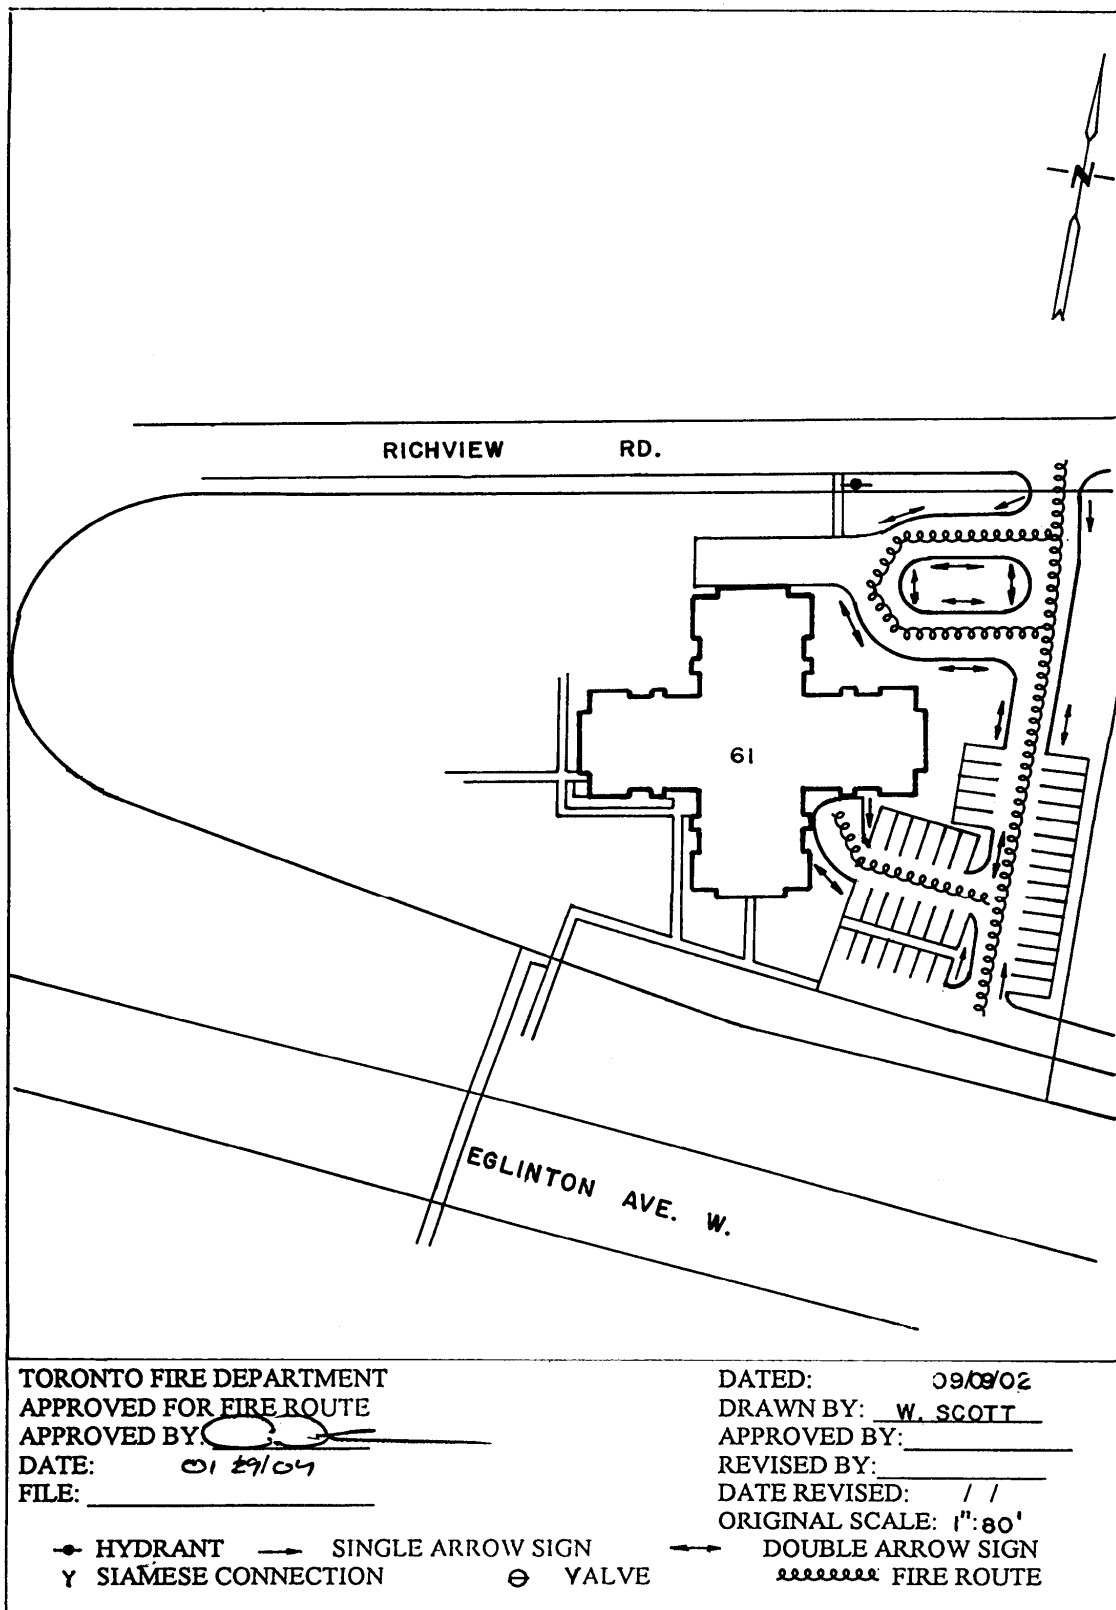 N
RICHVIEW RD.
61
EGLINTON AVE. W.
TORONTO FIRE DEPARTMENT
APPROVED FOR FIRE ROUTE
APPROVED BY:
DATE: 01 29/04
FILE:
DATED: 09/09/02
DRAWN BY: W. SCOTT
APPROVED BY:
REVISED BY:
DATE REVISED: / /
ORIGINAL SCALE: 1":80'
HYDRANT SINGLE ARROW SIGN DOUBLE ARROW SIGN
Y SIAMESE CONNECTION VALVE FIRE ROUTE